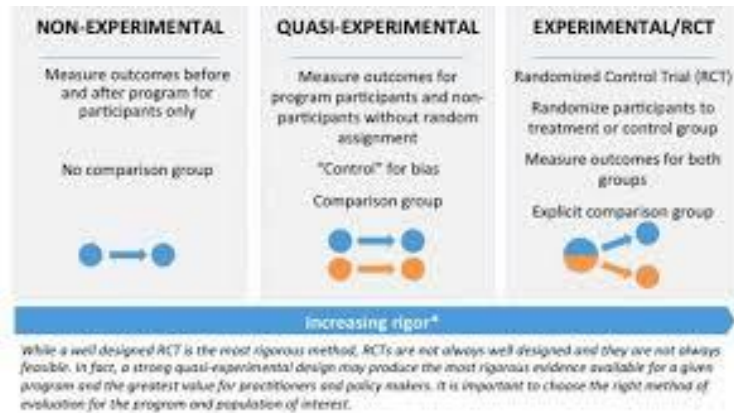 NON-EXPERIMENTAL
Measure outcomes before
and after program for
participants only
No comparison group
QUASI-EXPERIMENTAL
Measure outcomes for
program participants and non-
participants without random
assignment
"Control" for bias
Comparison group
EXPERIMENTAL/RCT
Randomized Control Trial (RCT)
Randomize participants to
treatment or control group
Measure outcomes for both
groups
Explicit comparison group
Increasing rigor*
While a well designed RCT is the most rigorous method, RCTs are not always well designed and they are not always
feasible. In fact, a strong quasi-experimental design may produce the most rigorous evidence available for a given
program and the greatest value for practitioners and policy makers. It is important to choose the right method of
evaluation for the program and population of interest.